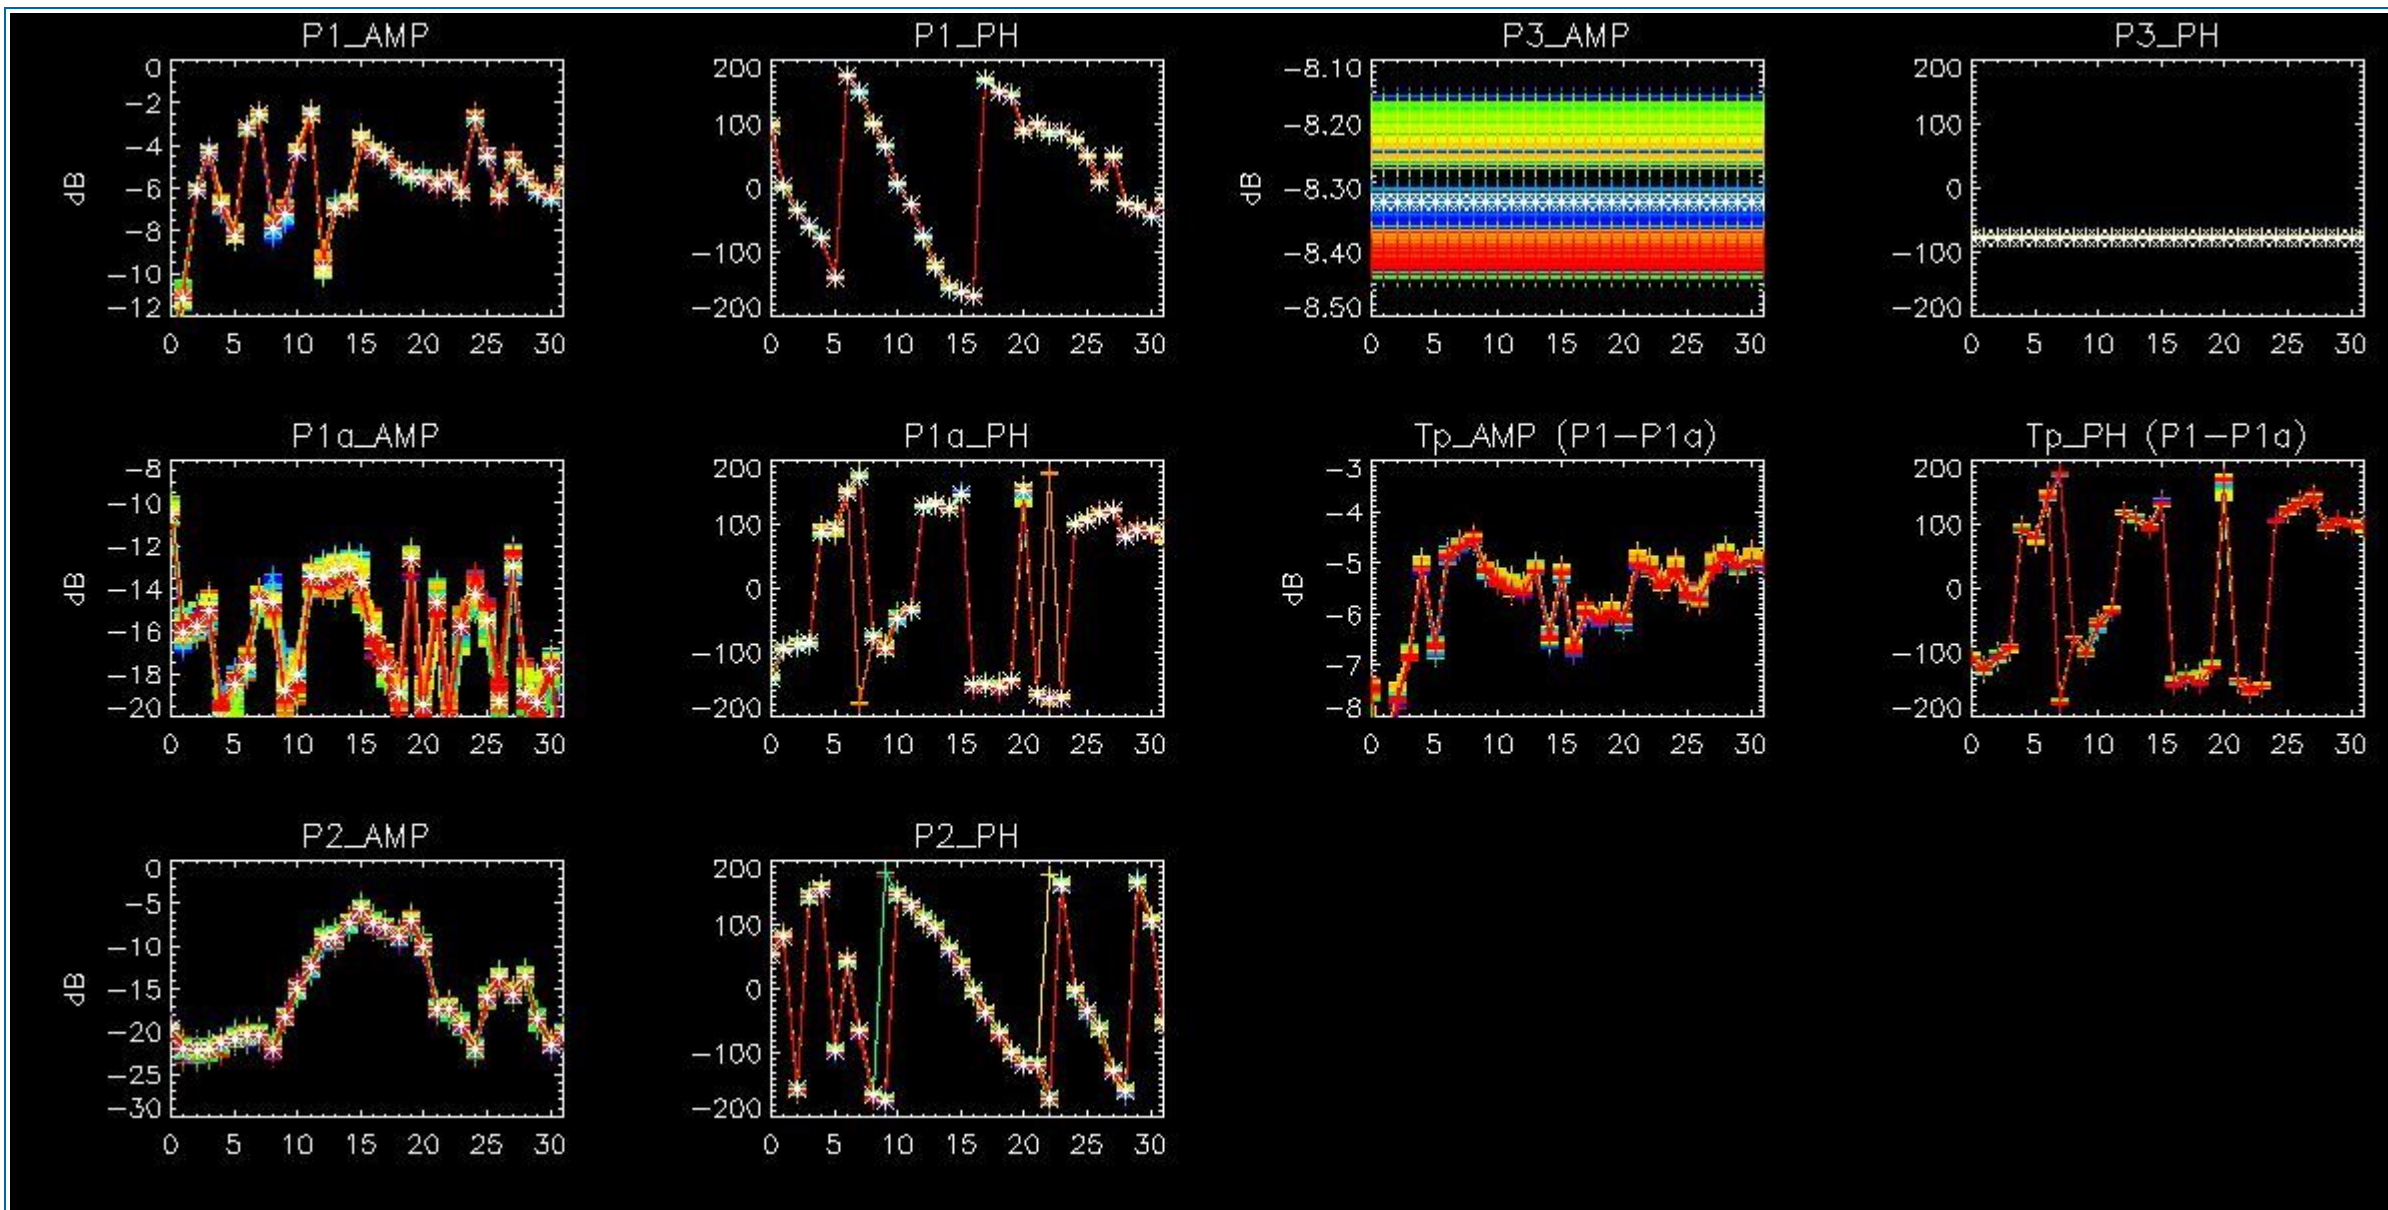 P1_AMP
0
−2
−4
−6
−8
−10
−12
dB
0 5 10 15 20 25 30
P1_PH
200
100
0
−100
−200
0 5 10 15 20 25 30
P3_AMP
−8.10
−8.20
−8.30
−8.40
−8.50
dB
0 5 10 15 20 25 30
P3_PH
200
100
0
−100
−200
0 5 10 15 20 25 30
P1a_AMP
−8
−10
−12
−14
−16
−18
−20
dB
0 5 10 15 20 25 30
P1a_PH
200
100
0
−100
−200
0 5 10 15 20 25 30
Tp_AMP (P1−P1a)
−3
−4
−5
−6
−7
−8
dB
0 5 10 15 20 25 30
Tp_PH (P1−P1a)
200
100
0
−100
−200
0 5 10 15 20 25 30
P2_AMP
0
−5
−10
−15
−20
−25
−30
dB
0 5 10 15 20 25 30
P2_PH
200
100
0
−100
−200
0 5 10 15 20 25 30